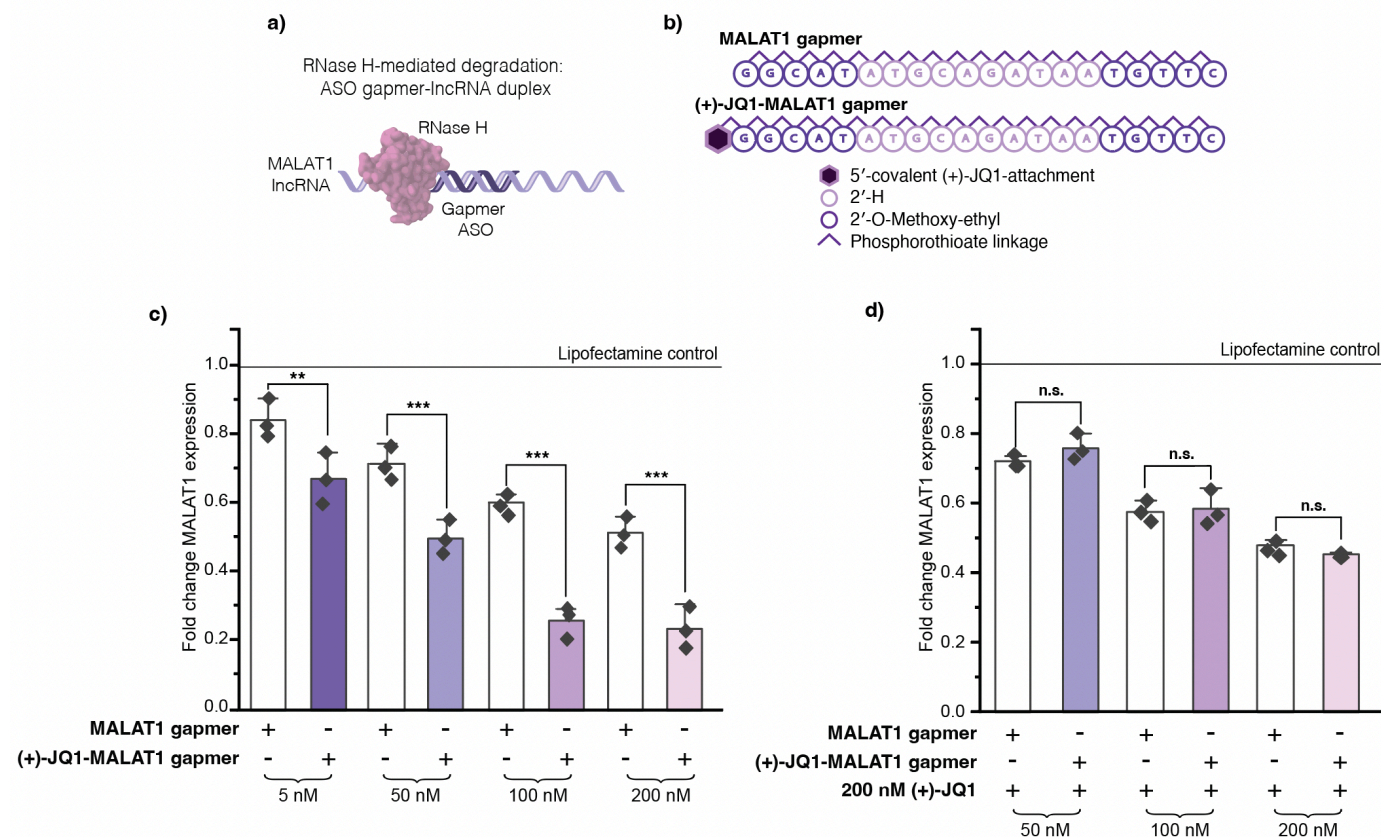 a)
RNase H-mediated degradation:
ASO gapmer-lncRNA duplex
RNase H
MALAT1
lncRNA
Gapmer
ASO
b)
MALAT1 gapmer
G G C A T A T G C A G A T A A T G T T C
(+)-JQ1-MALAT1 gapmer
G G C A T A T G C A G A T A A T G T T C
5′-covalent (+)-JQ1-attachment
2′-H
2′-O-Methoxy-ethyl
Phosphorothioate linkage
c)
Fold change MALAT1 expression
1.0
0.8
0.6
0.4
0.2
0.0
Lipofectamine control
** *** *** ***
MALAT1 gapmer + - + - + - + -
(+)-JQ1-MALAT1 gapmer - + - + - + - +
5 nM 50 nM 100 nM 200 nM
d)
Fold change MALAT1 expression
1.0
0.8
0.6
0.4
0.2
0.0
Lipofectamine control
n.s. n.s. n.s.
MALAT1 gapmer + - + - + -
(+)-JQ1-MALAT1 gapmer - + - + - +
200 nM (+)-JQ1 + + + + + +
50 nM 100 nM 200 nM